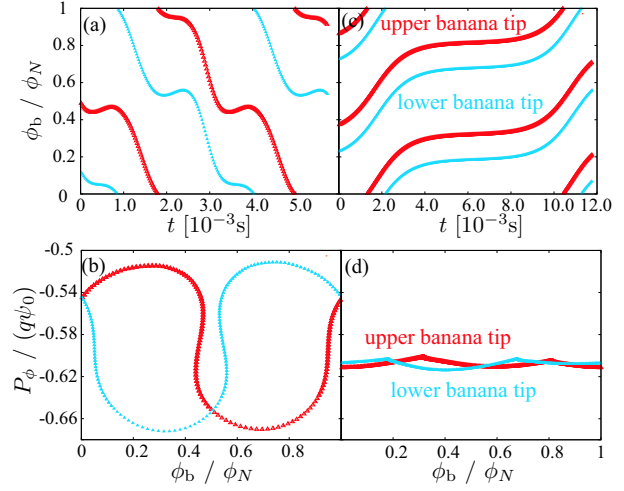 1
0.8
0.6
0.4
0.2
0
ϕb / ϕN
(a)
0 1.0 2.0 3.0 4.0 5.0
t [10-3s]
(c)
upper banana tip
lower banana tip
0 2.0 4.0 6.0 8.0 10.0 12.0
t [10-3s]
-0.5
-0.54
-0.58
-0.62
-0.66
Pϕ / (qψ0)
(b)
0 0.2 0.4 0.6 0.8
ϕb / ϕN
(d)
upper banana tip
lower banana tip
0.2 0.4 0.6 0.8 1
ϕb / ϕN